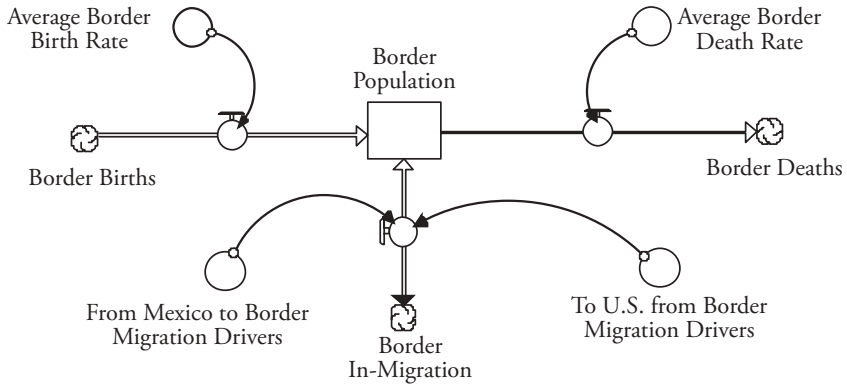 Average Border
Birth Rate
Average Border
Death Rate
Border
Population
Border Births
Border Deaths
From Mexico to Border
Migration Drivers
To U.S. from Border
Migration Drivers
Border
In-Migration